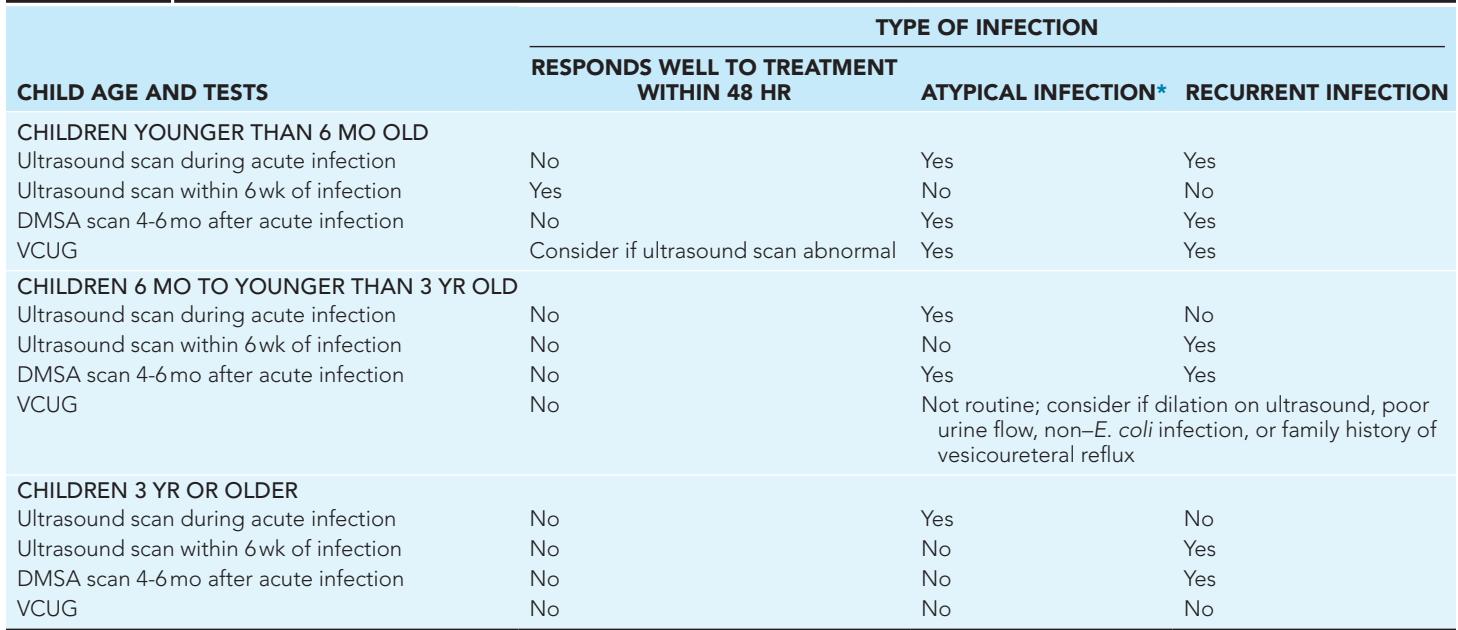 TYPE OF INFECTION
CHILD AGE AND TESTS RESPONDS WELL TO TREATMENT WITHIN 48 HR ATYPICAL INFECTION* RECURRENT INFECTION
CHILDREN YOUNGER THAN 6 MO OLD
Ultrasound scan during acute infection No Yes Yes
Ultrasound scan within 6 wk of infection Yes No No
DMSA scan 4-6 mo after acute infection No Yes Yes
VCUG Consider if ultrasound scan abnormal Yes Yes
CHILDREN 6 MO TO YOUNGER THAN 3 YR OLD
Ultrasound scan during acute infection No Yes No
Ultrasound scan within 6 wk of infection No No Yes
DMSA scan 4-6 mo after acute infection No Yes Yes
VCUG No Not routine; consider if dilation on ultrasound, poor
urine flow, non–E. coli infection, or family history of
vesicoureteral reflux
CHILDREN 3 YR OR OLDER
Ultrasound scan during acute infection No Yes No
Ultrasound scan within 6 wk of infection No No Yes
DMSA scan 4-6 mo after acute infection No No Yes
VCUG No No No